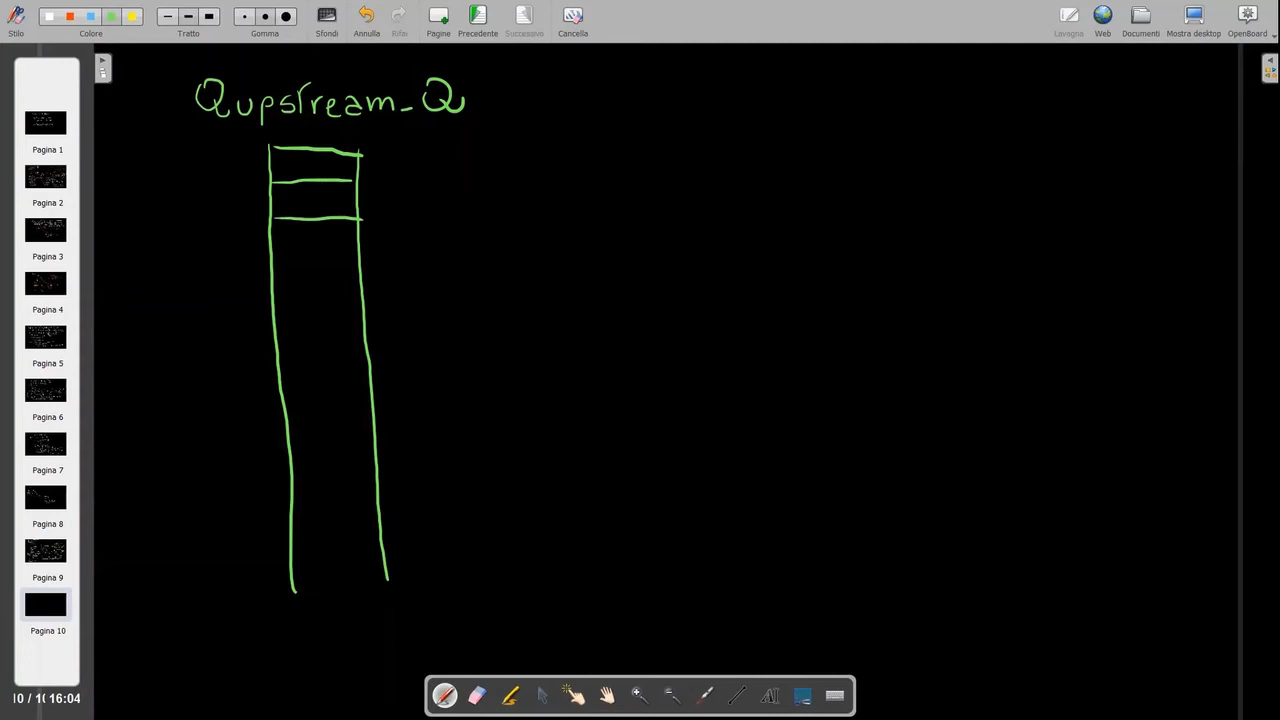 Stilo Colore Tratto Gomma Sfondi Annulla Rifai Pagine Precedente Successivo Cancella Lavagna Web Documenti Mostra desktop OpenBoard
Qupstream_Q
Pagina 1
Pagina 2
Pagina 3
Pagina 4
Pagina 5
Pagina 6
Pagina 7
Pagina 8
Pagina 9
Pagina 10
16:04
AI